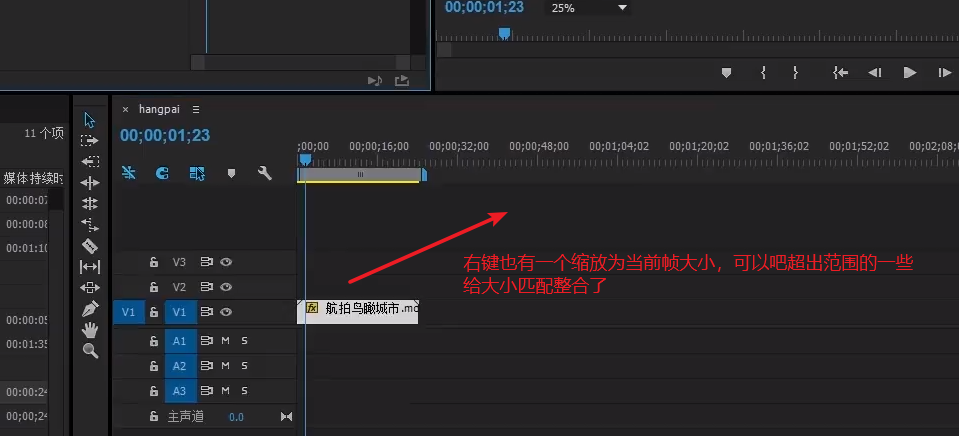 00;00;01;23
25%
11 个项
× hangpai
00;00;01;23
;00;00 00;00;16;00 00;00;32;00 00;00;48;00 00;01;04;02 00;01;20;02 00;01;36;02 00;01;52;02 00;02;08;
媒体持续时
00:00:07
00:00:08
00:01:10
右键也有一个缩放为当前帧大小，可以吧超出范围的一些
给大小匹配整合了
V3
V2
V1 V1 fx 航拍鸟瞰城市.mo
00:00:05
A1 M S
00:01:35
A2 M S
A3 M S
00:00:24
主声道 0.0
00;00;24